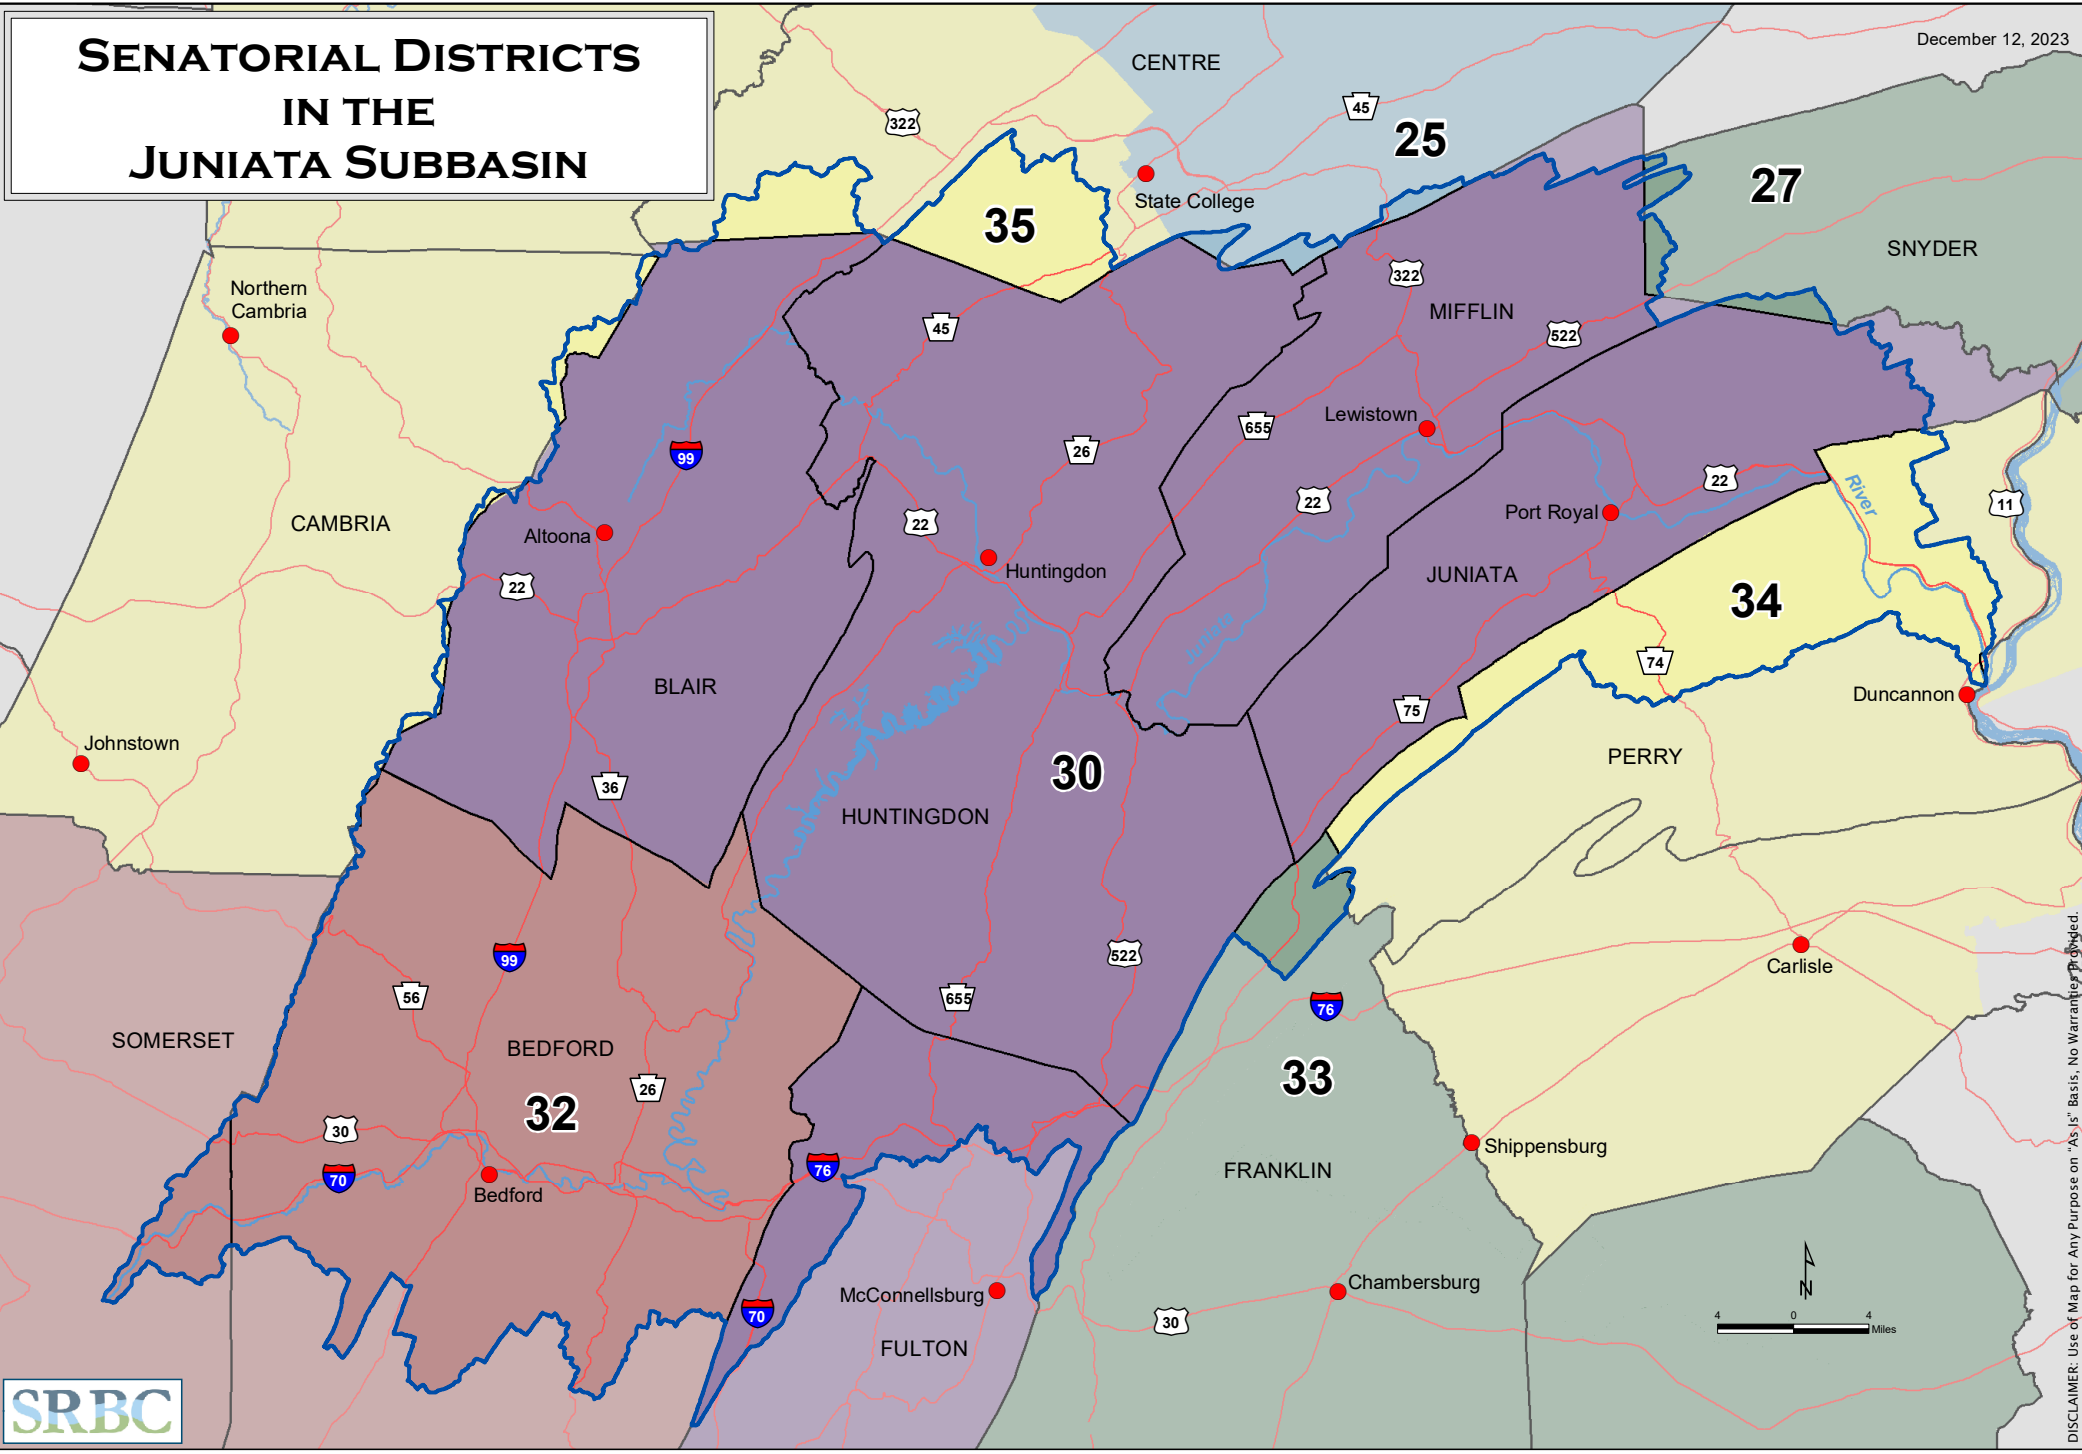 SENATORIAL DISTRICTS
IN THE
JUNIATA SUBBASIN
December 12, 2023
CENTRE
45
322
25
27
35
State College
SNYDER
Northern
Cambria
322
MIFFLIN
45
522
Lewistown
655
26
99
22
River
22
11
CAMBRIA
Altoona
22
Port Royal
Huntingdon
JUNIATA
22
34
Juniata
74
BLAIR
Duncannon
75
Johnstown
PERRY
30
36
HUNTINGDON
Carlisle
99
522
56
655
76
SOMERSET
BEDFORD
33
26
32
30
Shippensburg
76
FRANKLIN
70
Bedford
McConnellsburg
Chambersburg
70
30
FULTON
N
4 0 4
Miles
SRBC
DISCLAIMER: Use of Map for Any Purpose on "As Is" Basis, No Warranties Provided.